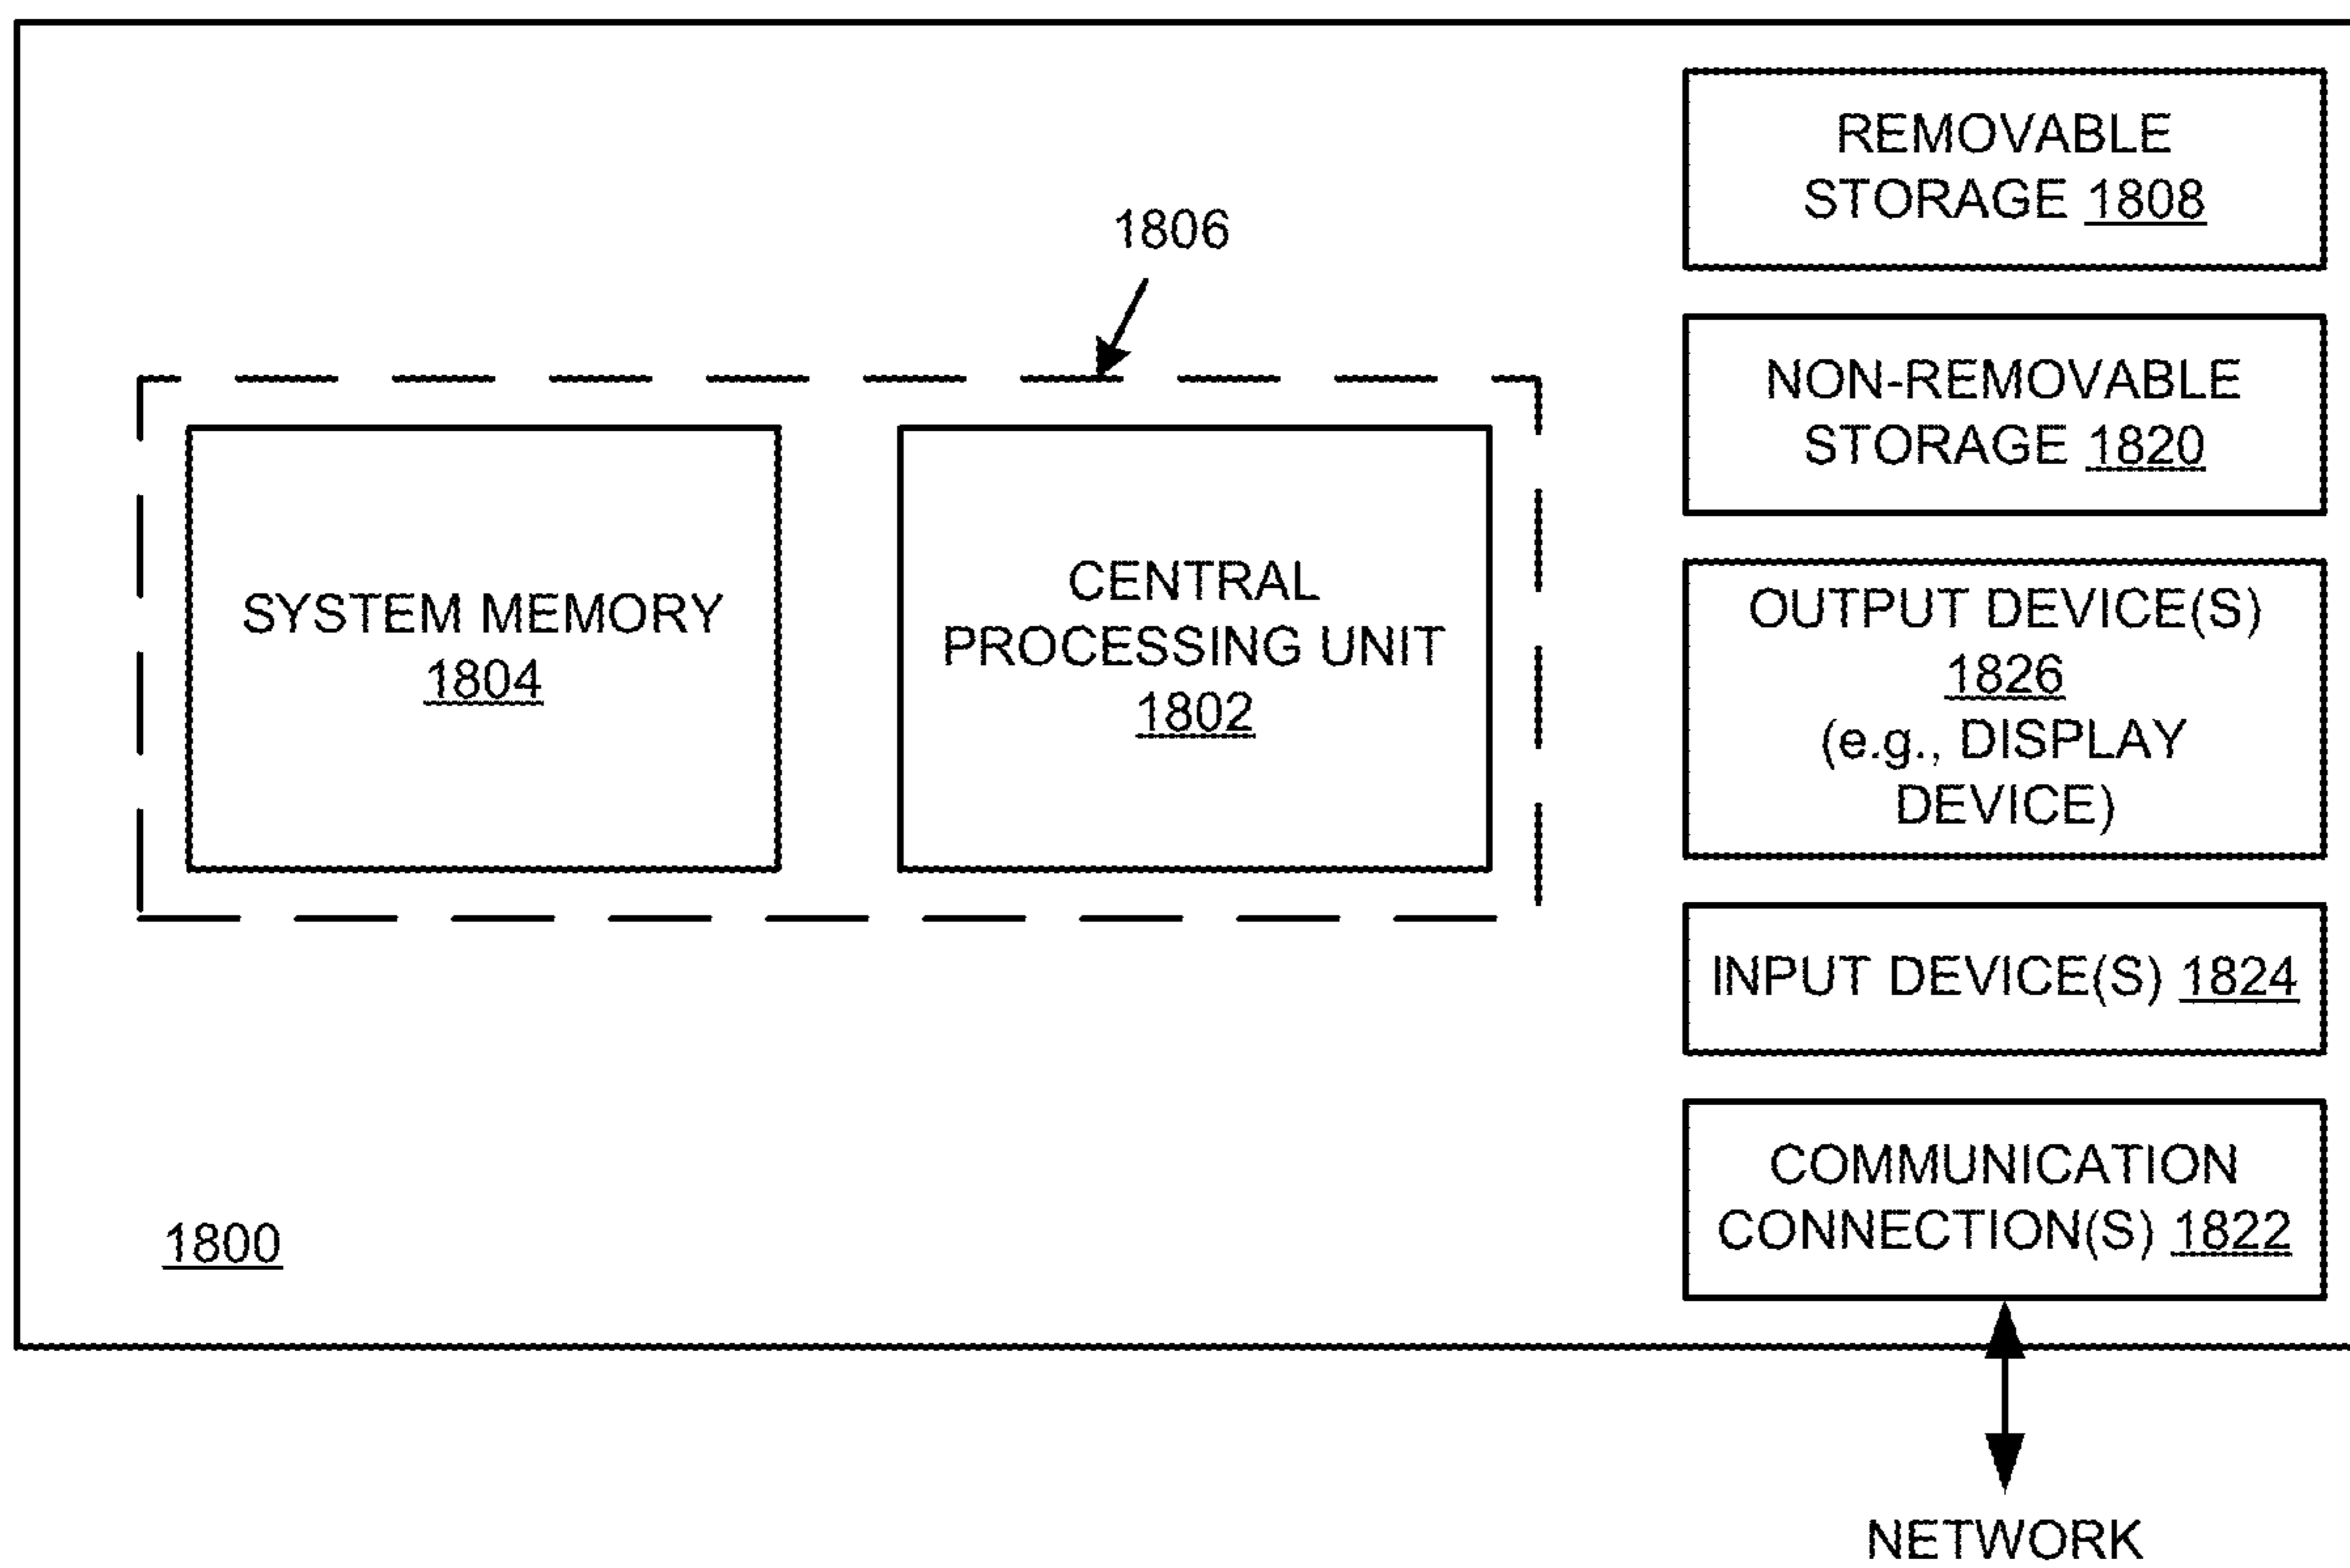 1806
SYSTEM MEMORY
1804
CENTRAL
PROCESSING UNIT
1802
1800
REMOVABLE
STORAGE 1808
NON-REMOVABLE
STORAGE 1820
OUTPUT DEVICE(S)
1826
(e.g., DISPLAY
DEVICE)
INPUT DEVICE(S) 1824
COMMUNICATION
CONNECTION(S) 1822
NETWORK